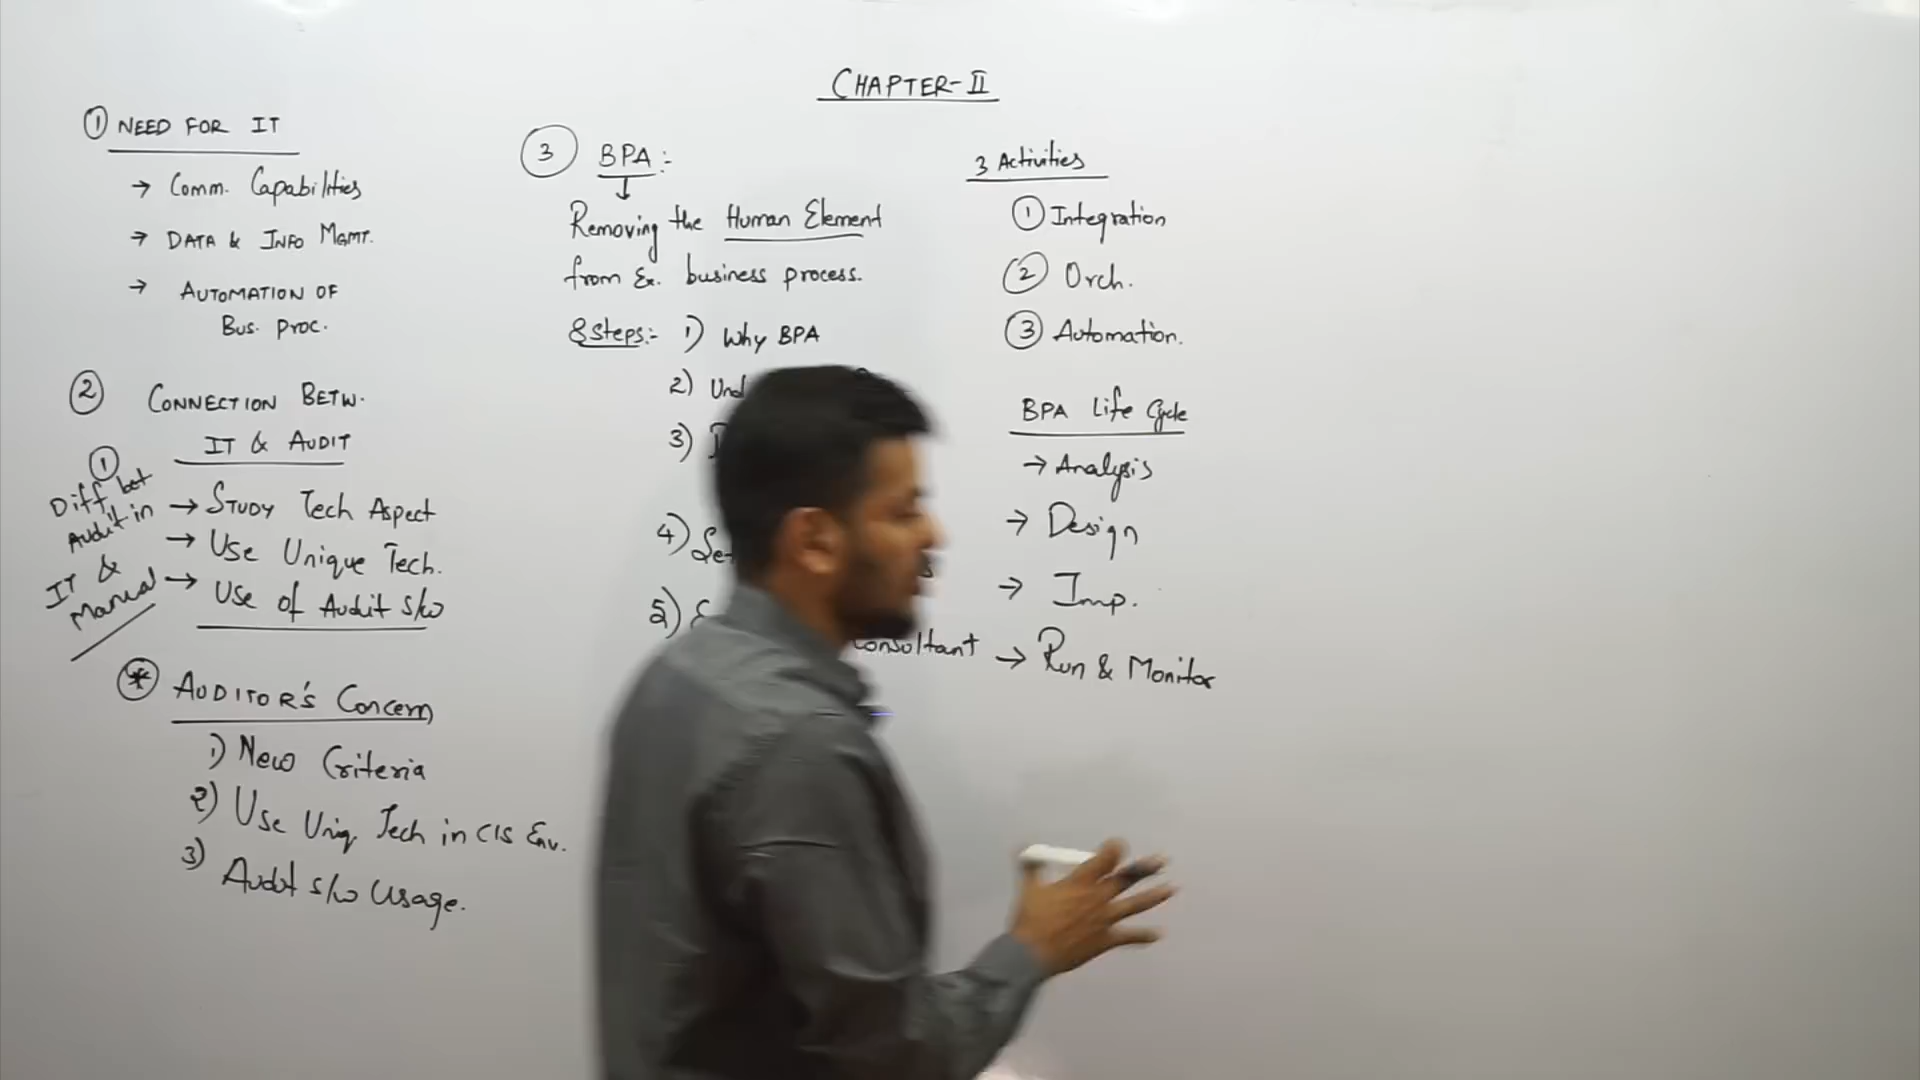 CHAPTER-II
① NEED FOR IT
→ Comm. Capabilities
→ DATA & INFO MGMT.
→ AUTOMATION OF
BUS. PROC.
② CONNECTION BETW.
IT & AUDIT
①
Diff bet
Audit in
IT &
Manual
→ STUDY Tech Aspect
→ Use Unique Tech.
→ Use of Audit S/W
* AUDITOR'S Concern
1) New Criteria
2) Use Uniq Tech in CIS Env.
3) Audit S/w Usage.
③ BPA :-
↓
Removing the Human Element
from Ex. business process.
8 Steps:- 1) Why BPA
2)
3)
4)
5) Consultant
3 Activities
① Integration
② Orch.
③ Automation.
BPA Life Cycle
→ Analysis
→ Design
→ Imp.
→ Run & Monitor